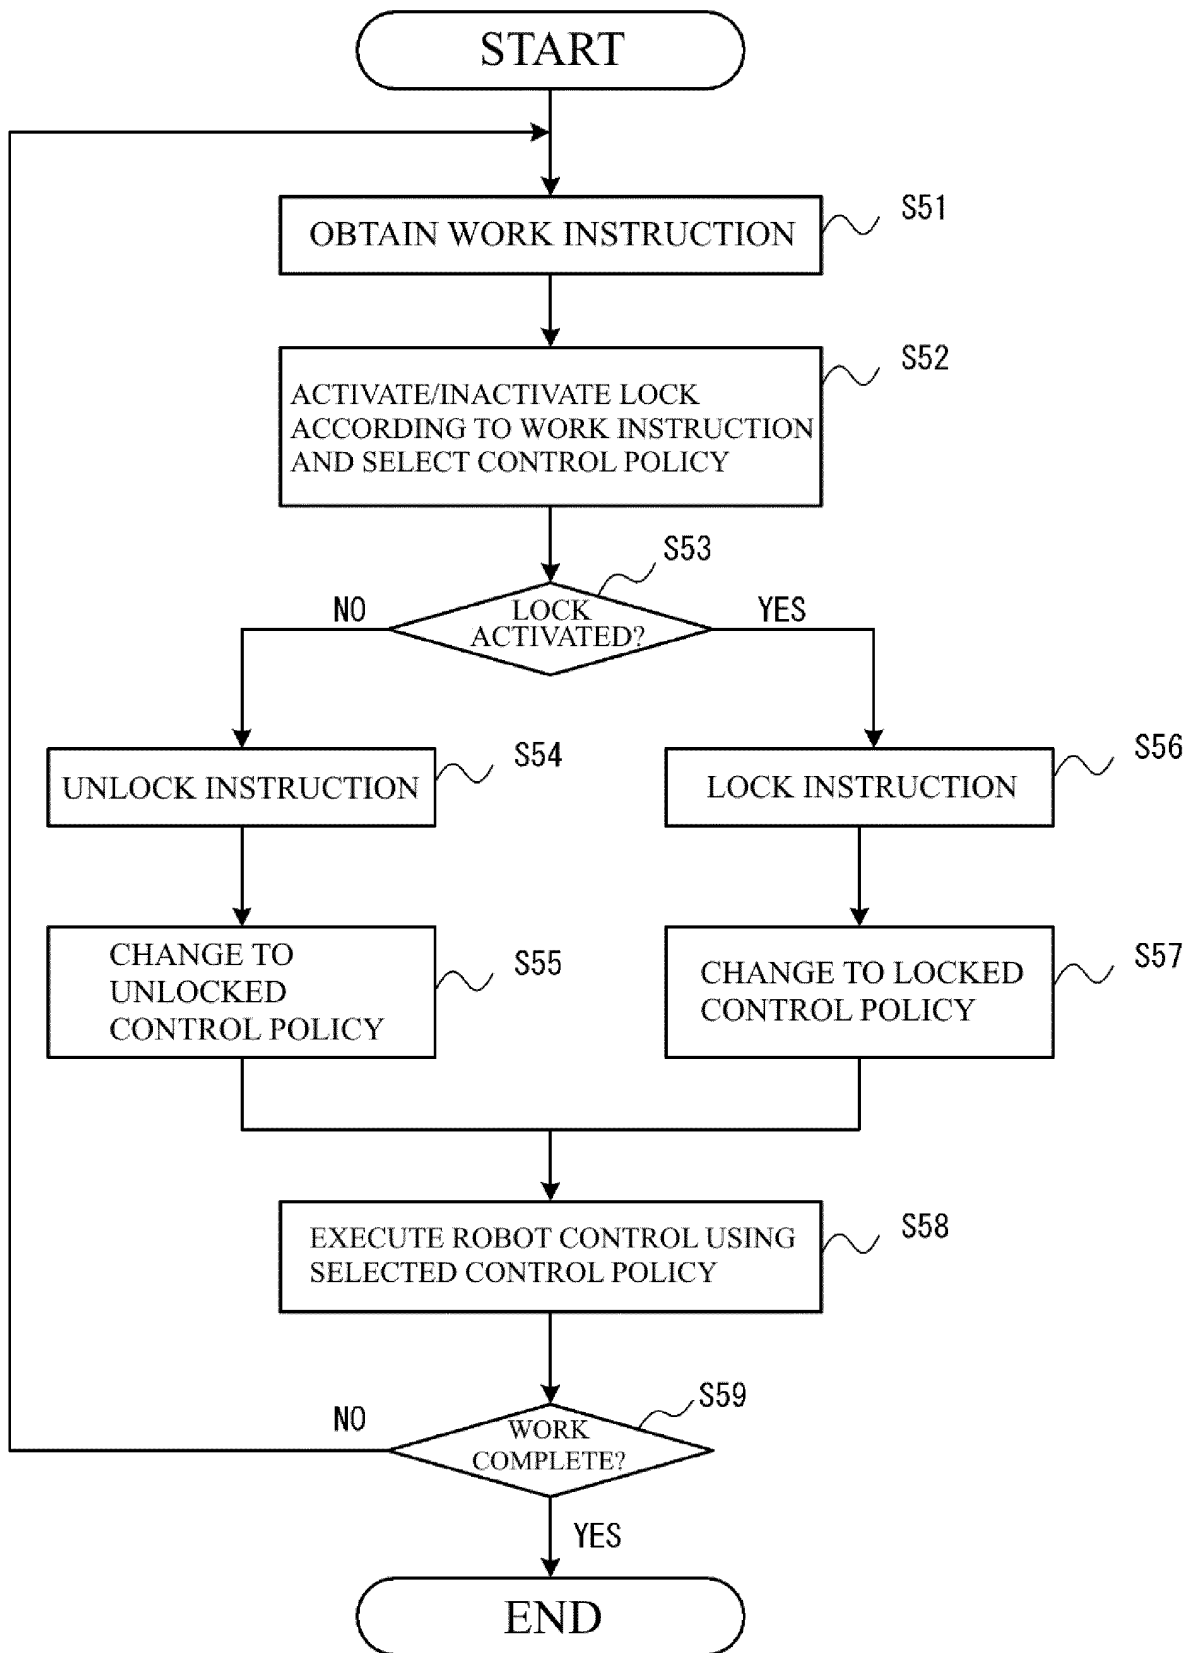 START
OBTAIN WORK INSTRUCTION
S51
ACTIVATE/INACTIVATE LOCK
ACCORDING TO WORK INSTRUCTION
AND SELECT CONTROL POLICY
S52
LOCK
ACTIVATED?
S53
NO
YES
UNLOCK INSTRUCTION
S54
LOCK INSTRUCTION
S56
CHANGE TO
UNLOCKED
CONTROL POLICY
S55
CHANGE TO LOCKED
CONTROL POLICY
S57
EXECUTE ROBOT CONTROL USING
SELECTED CONTROL POLICY
S58
WORK
COMPLETE?
S59
NO
YES
END